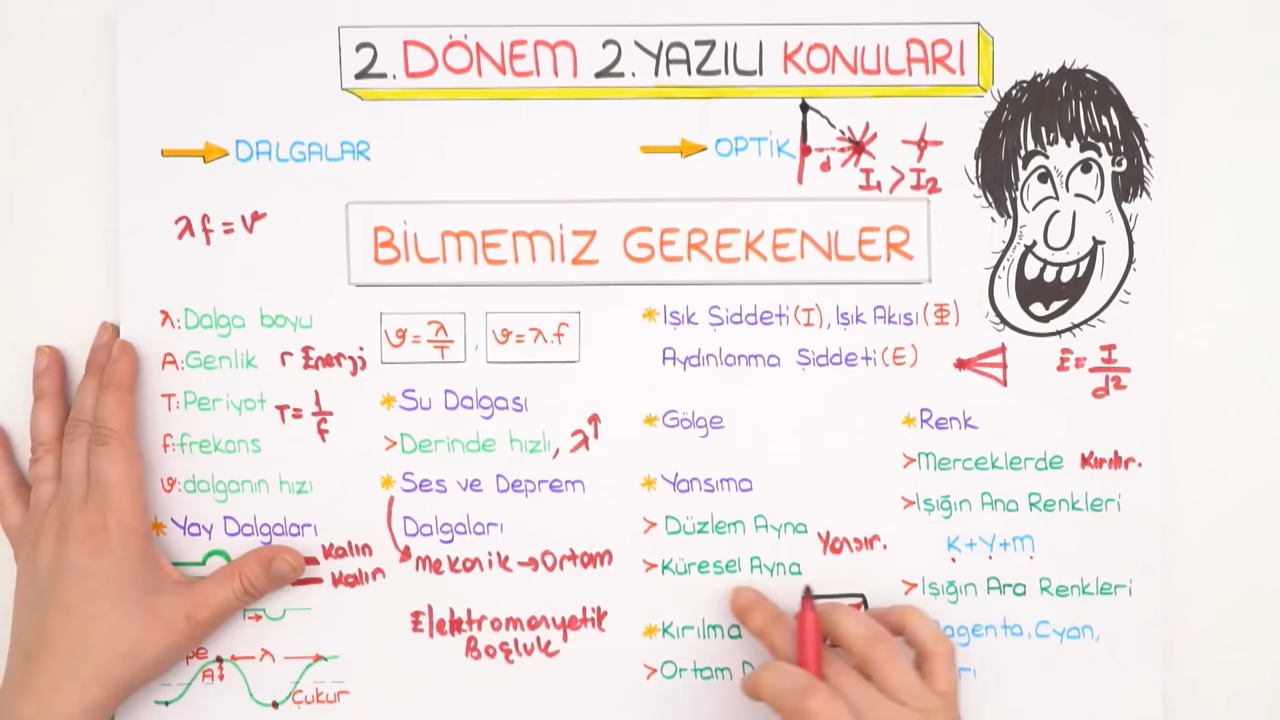 2. DÖNEM 2. YAZILI KONULARI
DALGALAR
OPTİK
d
I₁ > I₂
λf = v
BİLMEMİZ GEREKENLER
λ: Dalga boyu
A: Genlik r Enerji
T: Periyot T = 1/f
f: frekans
v: dalganın hızı
* Yay Dalgaları
Kalın
Kalın
pe
λ
A
Çukur
v = λ/T , v = λ.f
* Su Dalgası
> Derinde hızlı, λ↑
* Ses ve Deprem
Dalgaları
Mekanik → Ortam
Elektromanyetik
Boşluk
* Işık Şiddeti (I), Işık Akısı (Φ)
Aydınlanma Şiddeti (E)
E = I/d²
* Gölge
* Yansıma
> Düzlem Ayna
> Küresel Ayna
Yansır.
* Kırılma
> Ortam D
* Renk
> Merceklerde Kırılır.
> Işığın Ana Renkleri
K + Y + M
> Işığın Ara Renkleri
agenta, Cyan,
rı